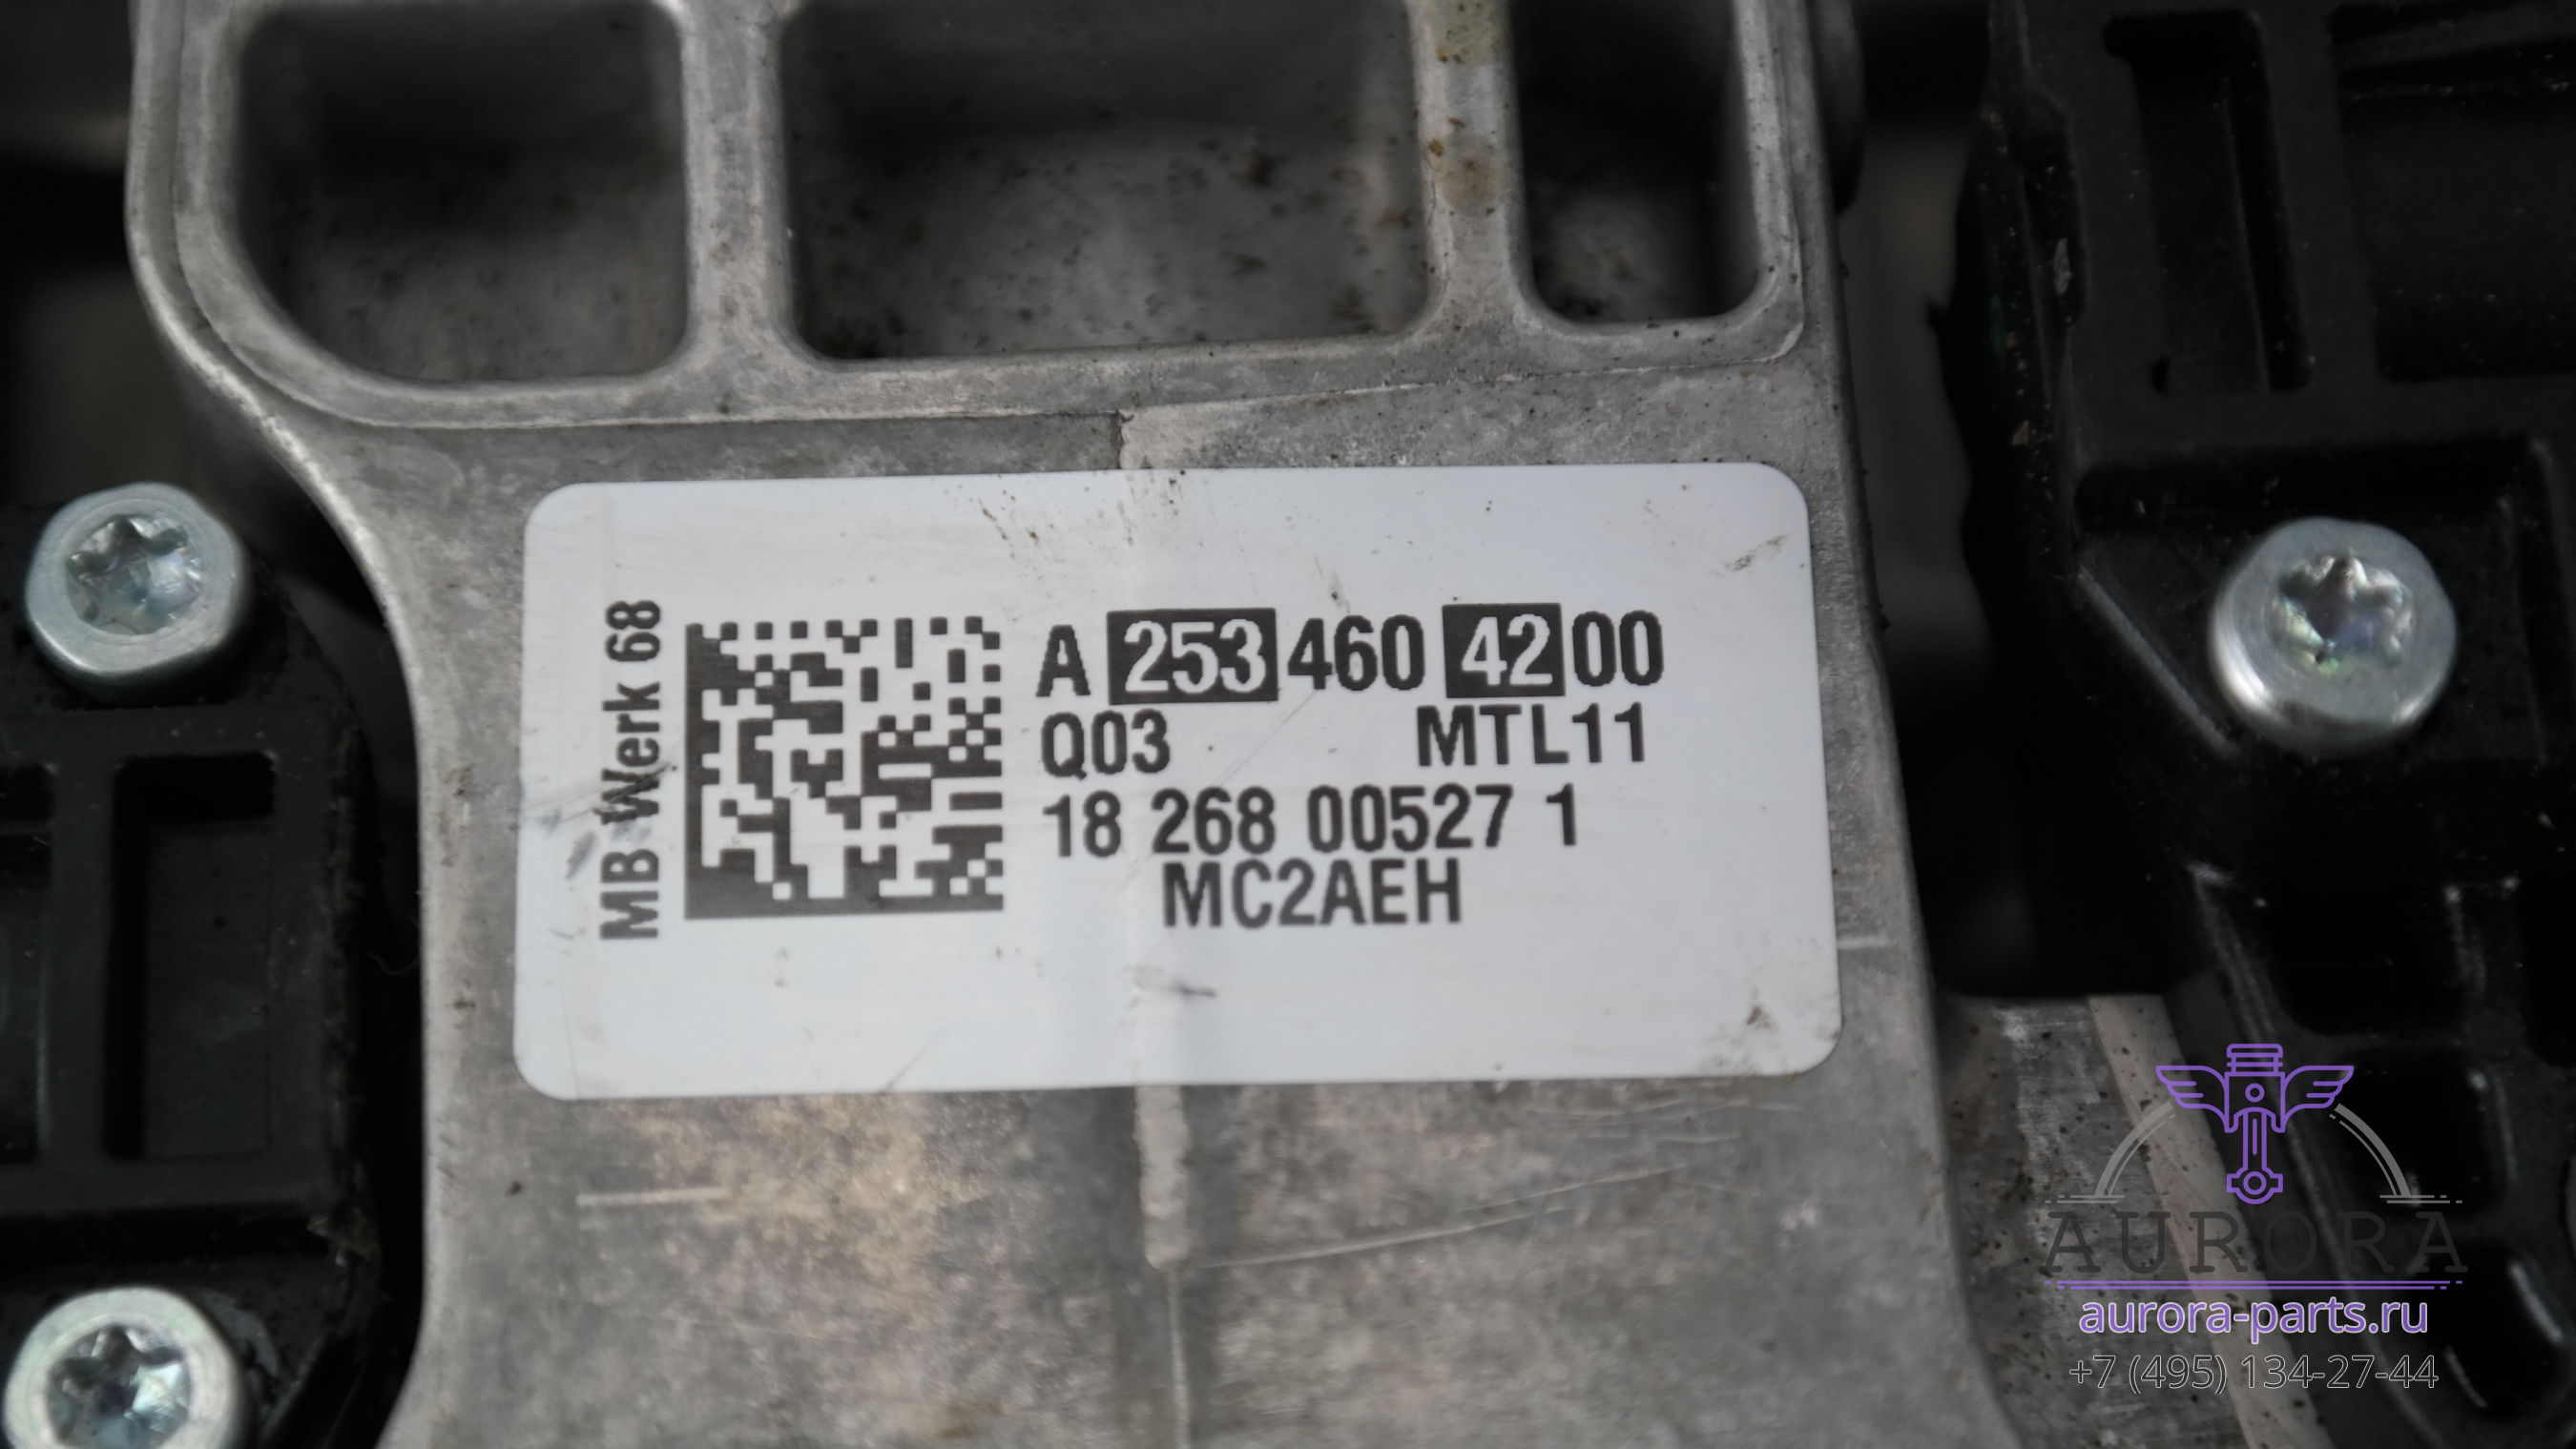 MB Werk 68
A 253 460 42 00
Q03 MTL11
18 268 00527 1
MC2AEH
AURORA
aurora-parts.ru
+7 (495) 134-27-44